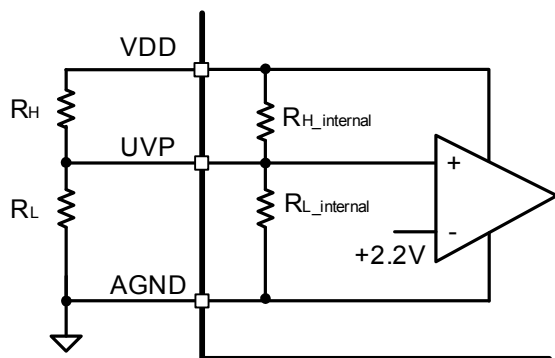 VDD
RH
RH_internal
UVP
+
RL
RL_internal
-
+2.2V
AGND